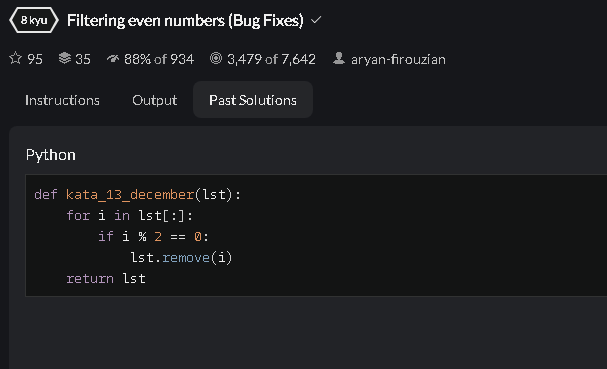 8 kyu Filtering even numbers (Bug Fixes)
95 35 88% of 934 3,479 of 7,642 aryan-firouzian
Instructions Output Past Solutions
Python
def kata_13_december(lst):
    for i in lst[:]:
        if i % 2 == 0:
            lst.remove(i)
    return lst